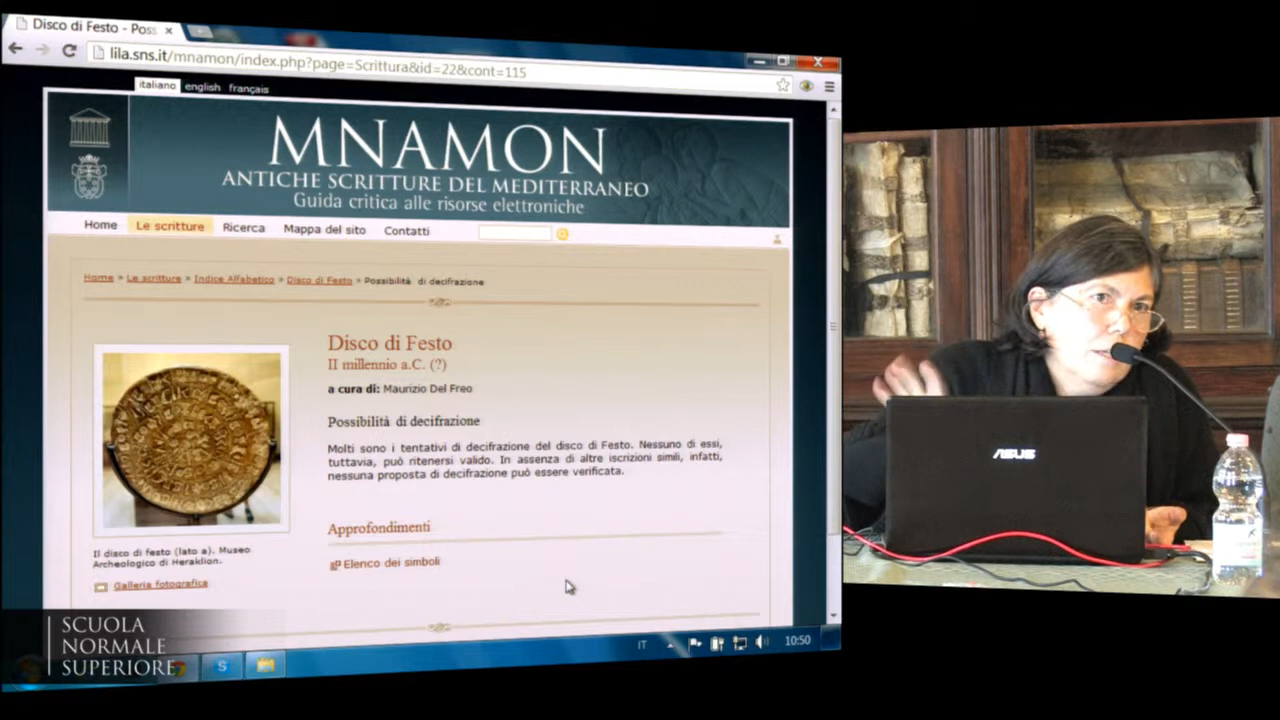 Disco di Festo - Poss
lila.sns.it/mnamon/index.php?page=Scrittura&id=22&cont=115
italiano english français
MNAMON
ANTICHE SCRITTURE DEL MEDITERRANEO
Guida critica alle risorse elettroniche
Home Le scritture Ricerca Mappa del sito Contatti
Home » Le scritture » Indice Alfabetico » Disco di Festo » Possibilità di decifrazione
Disco di Festo
II millennio a.C. (?)
a cura di: Maurizio Del Freo
Possibilità di decifrazione
Molti sono i tentativi di decifrazione del disco di Festo. Nessuno di essi,
tuttavia, può ritenersi valido. In assenza di altre iscrizioni simili, infatti,
nessuna proposta di decifrazione può essere verificata.
Approfondimenti
Elenco dei simboli
Il disco di festo (lato a). Museo
Archeologico di Heraklion.
Galleria fotografica
SCUOLA
NORMALE
SUPERIORE
IT
10:50
ASUS